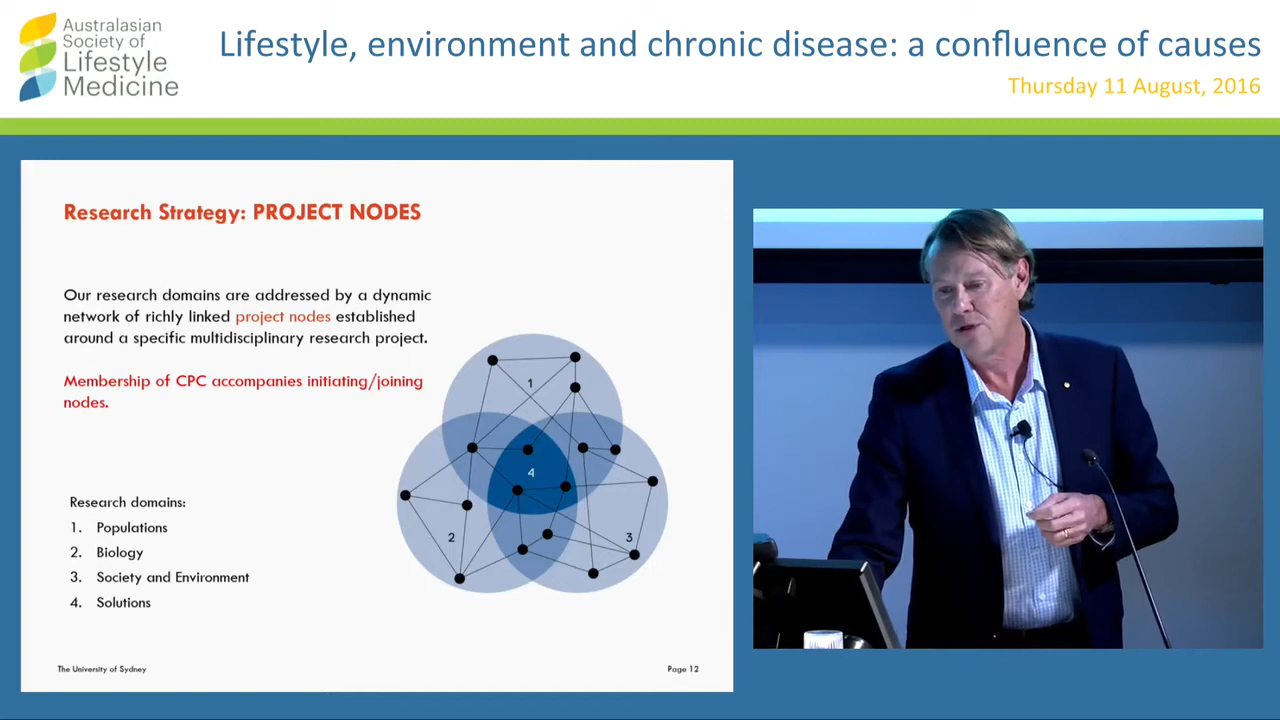 Australasian
Society of
Lifestyle
Medicine
Lifestyle, environment and chronic disease: a confluence of causes
Thursday 11 August, 2016
Research Strategy: PROJECT NODES
Our research domains are addressed by a dynamic
network of richly linked project nodes established
around a specific multidisciplinary research project.
Membership of CPC accompanies initiating/joining
nodes.
1
4
2
3
Research domains:
1. Populations
2. Biology
3. Society and Environment
4. Solutions
The University of Sydney
Page 12